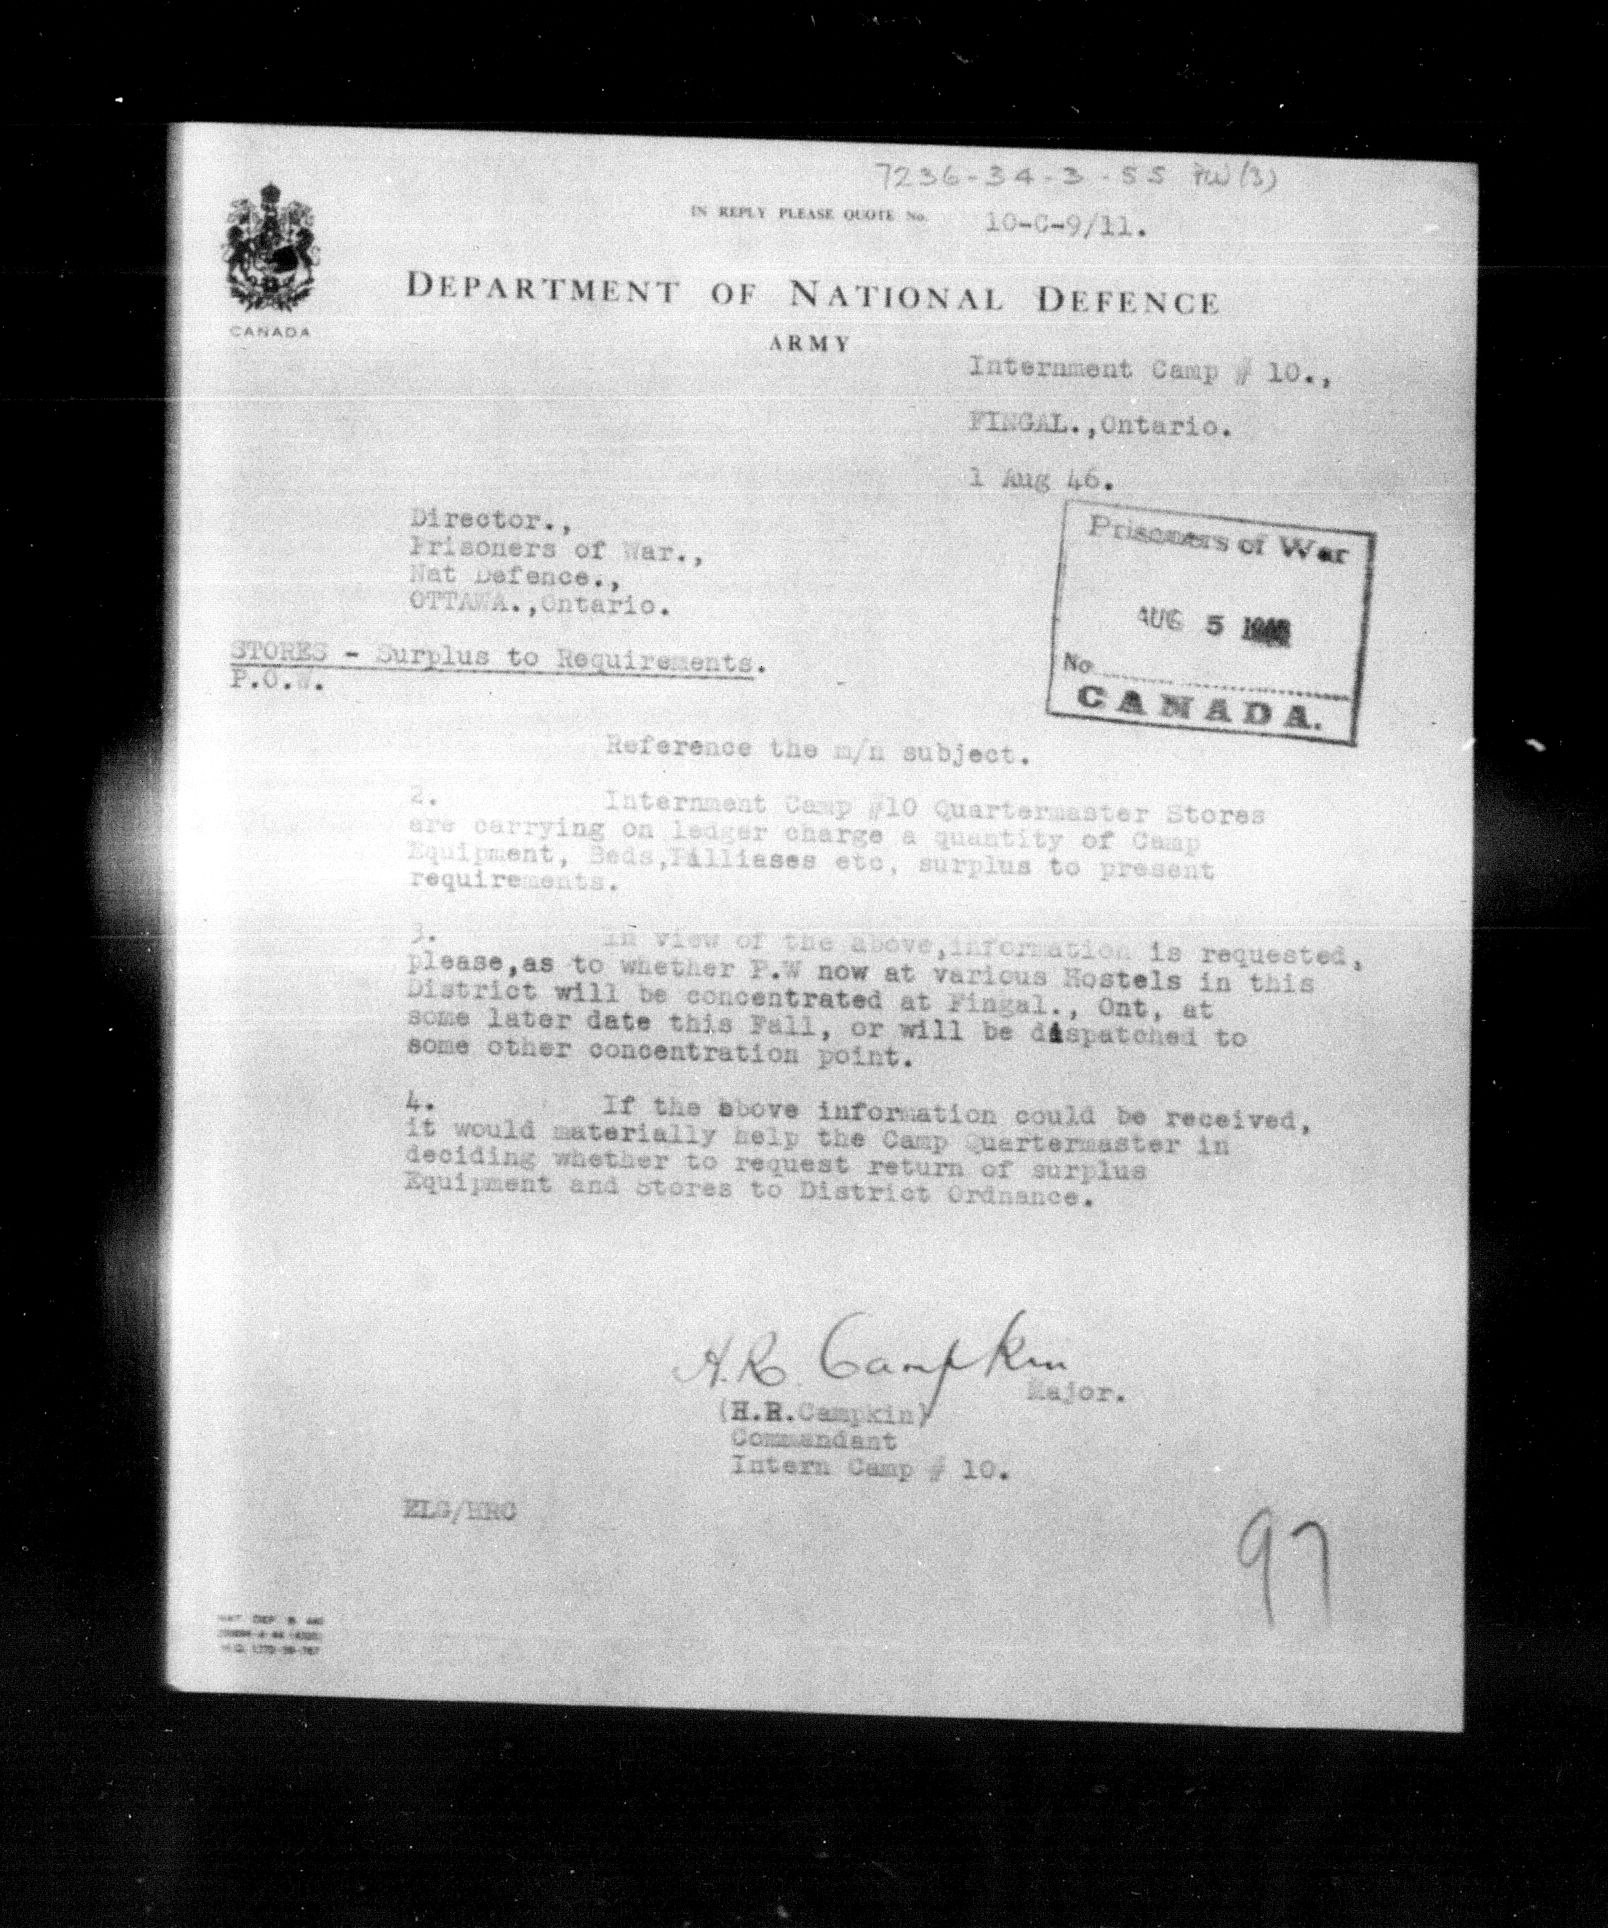 7236-34-3-55 PW(3)
IN REPLY PLEASE QUOTE No.
10-C-9/11.
CANADA
DEPARTMENT OF NATIONAL DEFENCE
ARMY
Internment Camp # 10.,
FINGAL.,Ontario.
1 Aug 46.
Director.,
Prisoners of War.,
Nat Defence.,
OTTAWA.,Ontario.
Prisoners of War
AUG 5
No
CANADA.
STORES - Surplus to Requirements.
P.O.W.
Reference the m/n subject.
2. Internment Camp #10 Quartermaster Stores
are carrying on ledger charge a quantity of Camp
Equipment, Beds,Pilliases etc, surplus to present
requirements.
3. In view of the above,information is requested,
please,as to whether P.W now at various Hostels in this
District will be concentrated at Fingal., Ont, at
some later date this Fall, or will be dispatched to
some other concentration point.
4. If the above information could be received,
it would materially help the Camp Quartermaster in
deciding whether to request return of surplus
Equipment and Stores to District Ordnance.
H.R. Campkin
Major.
(H.R.Campkin)
Commandant
Intern Camp # 10.
ELG/HRC
97
NAT. DEF. B